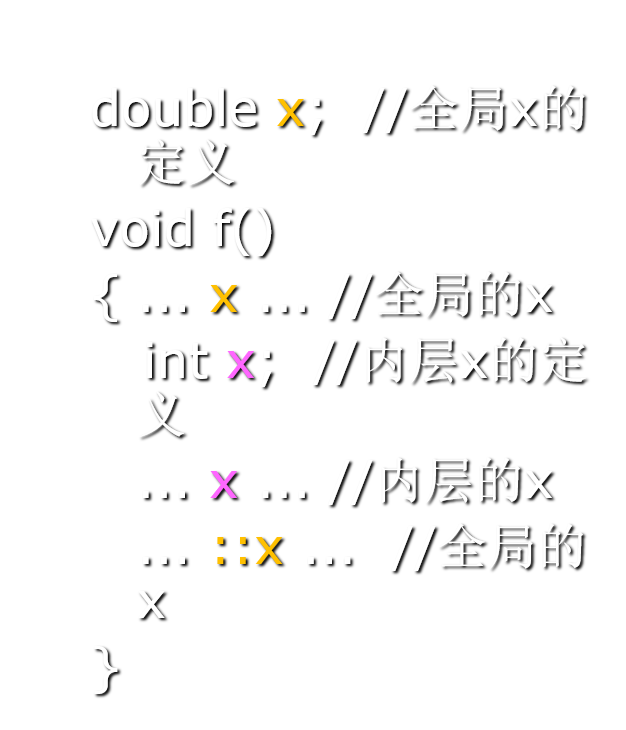 double x;  //全局x的
定义
void f()
{ ... x ... //全局的x
int x;  //内层x的定
义
... x ... //内层的x
... ::x ...  //全局的
x
}